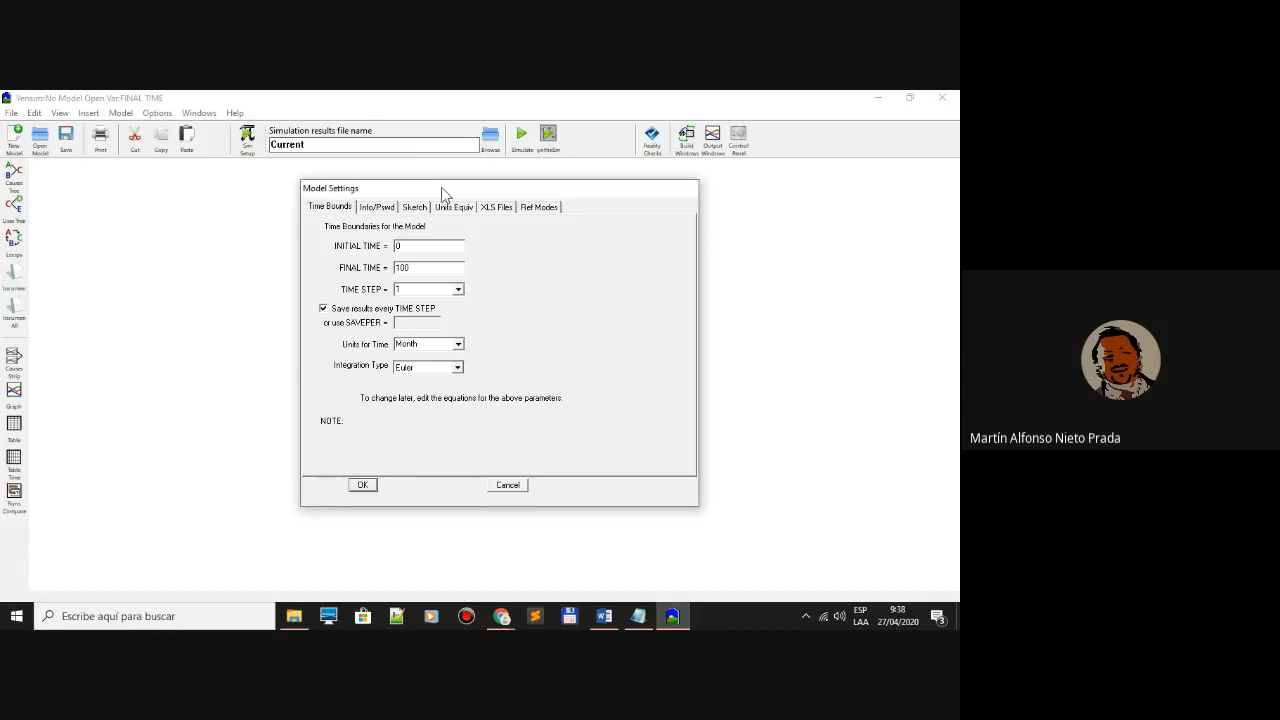 Vensim:No Model Open Var:FINAL TIME
File Edit View Insert Model Options Windows Help
New Model
Open Model
Save
Print
Cut
Copy
Paste
Sim Setup
Simulation results file name
Current
Browse
Simulate
yntheSim
Reality Checks
Build Windows
Output Windows
Control Panel
Causes Tree
Uses Tree
Loops
Documen
Documen All
Causes Strip
Graph
Table
Table Time
Runs Compare
Model Settings
Time Bounds Info/Pswd Sketch Units Equiv XLS Files Ref Modes
Time Boundaries for the Model
INITIAL TIME = 0
FINAL TIME = 100
TIME STEP = 1
Save results every TIME STEP
or use SAVEPER =
Units for Time Month
Integration Type Euler
To change later, edit the equations for the above parameters.
NOTE:
OK Cancel
Martín Alfonso Nieto Prada
Escribe aquí para buscar
ESP
LAA
9:38
27/04/2020
3